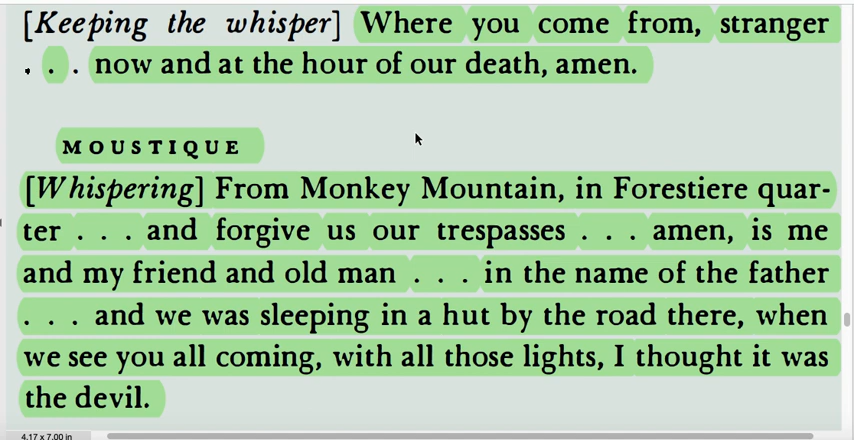 [Keeping the whisper] Where you come from, stranger
. . . now and at the hour of our death, amen.
MOUSTIQUE
[Whispering] From Monkey Mountain, in Forestiere quar-
ter . . . and forgive us our trespasses . . . amen, is me
and my friend and old man . . . in the name of the father
. . . and we was sleeping in a hut by the road there, when
we see you all coming, with all those lights, I thought it was
the devil.
4.17 x 7.00 in